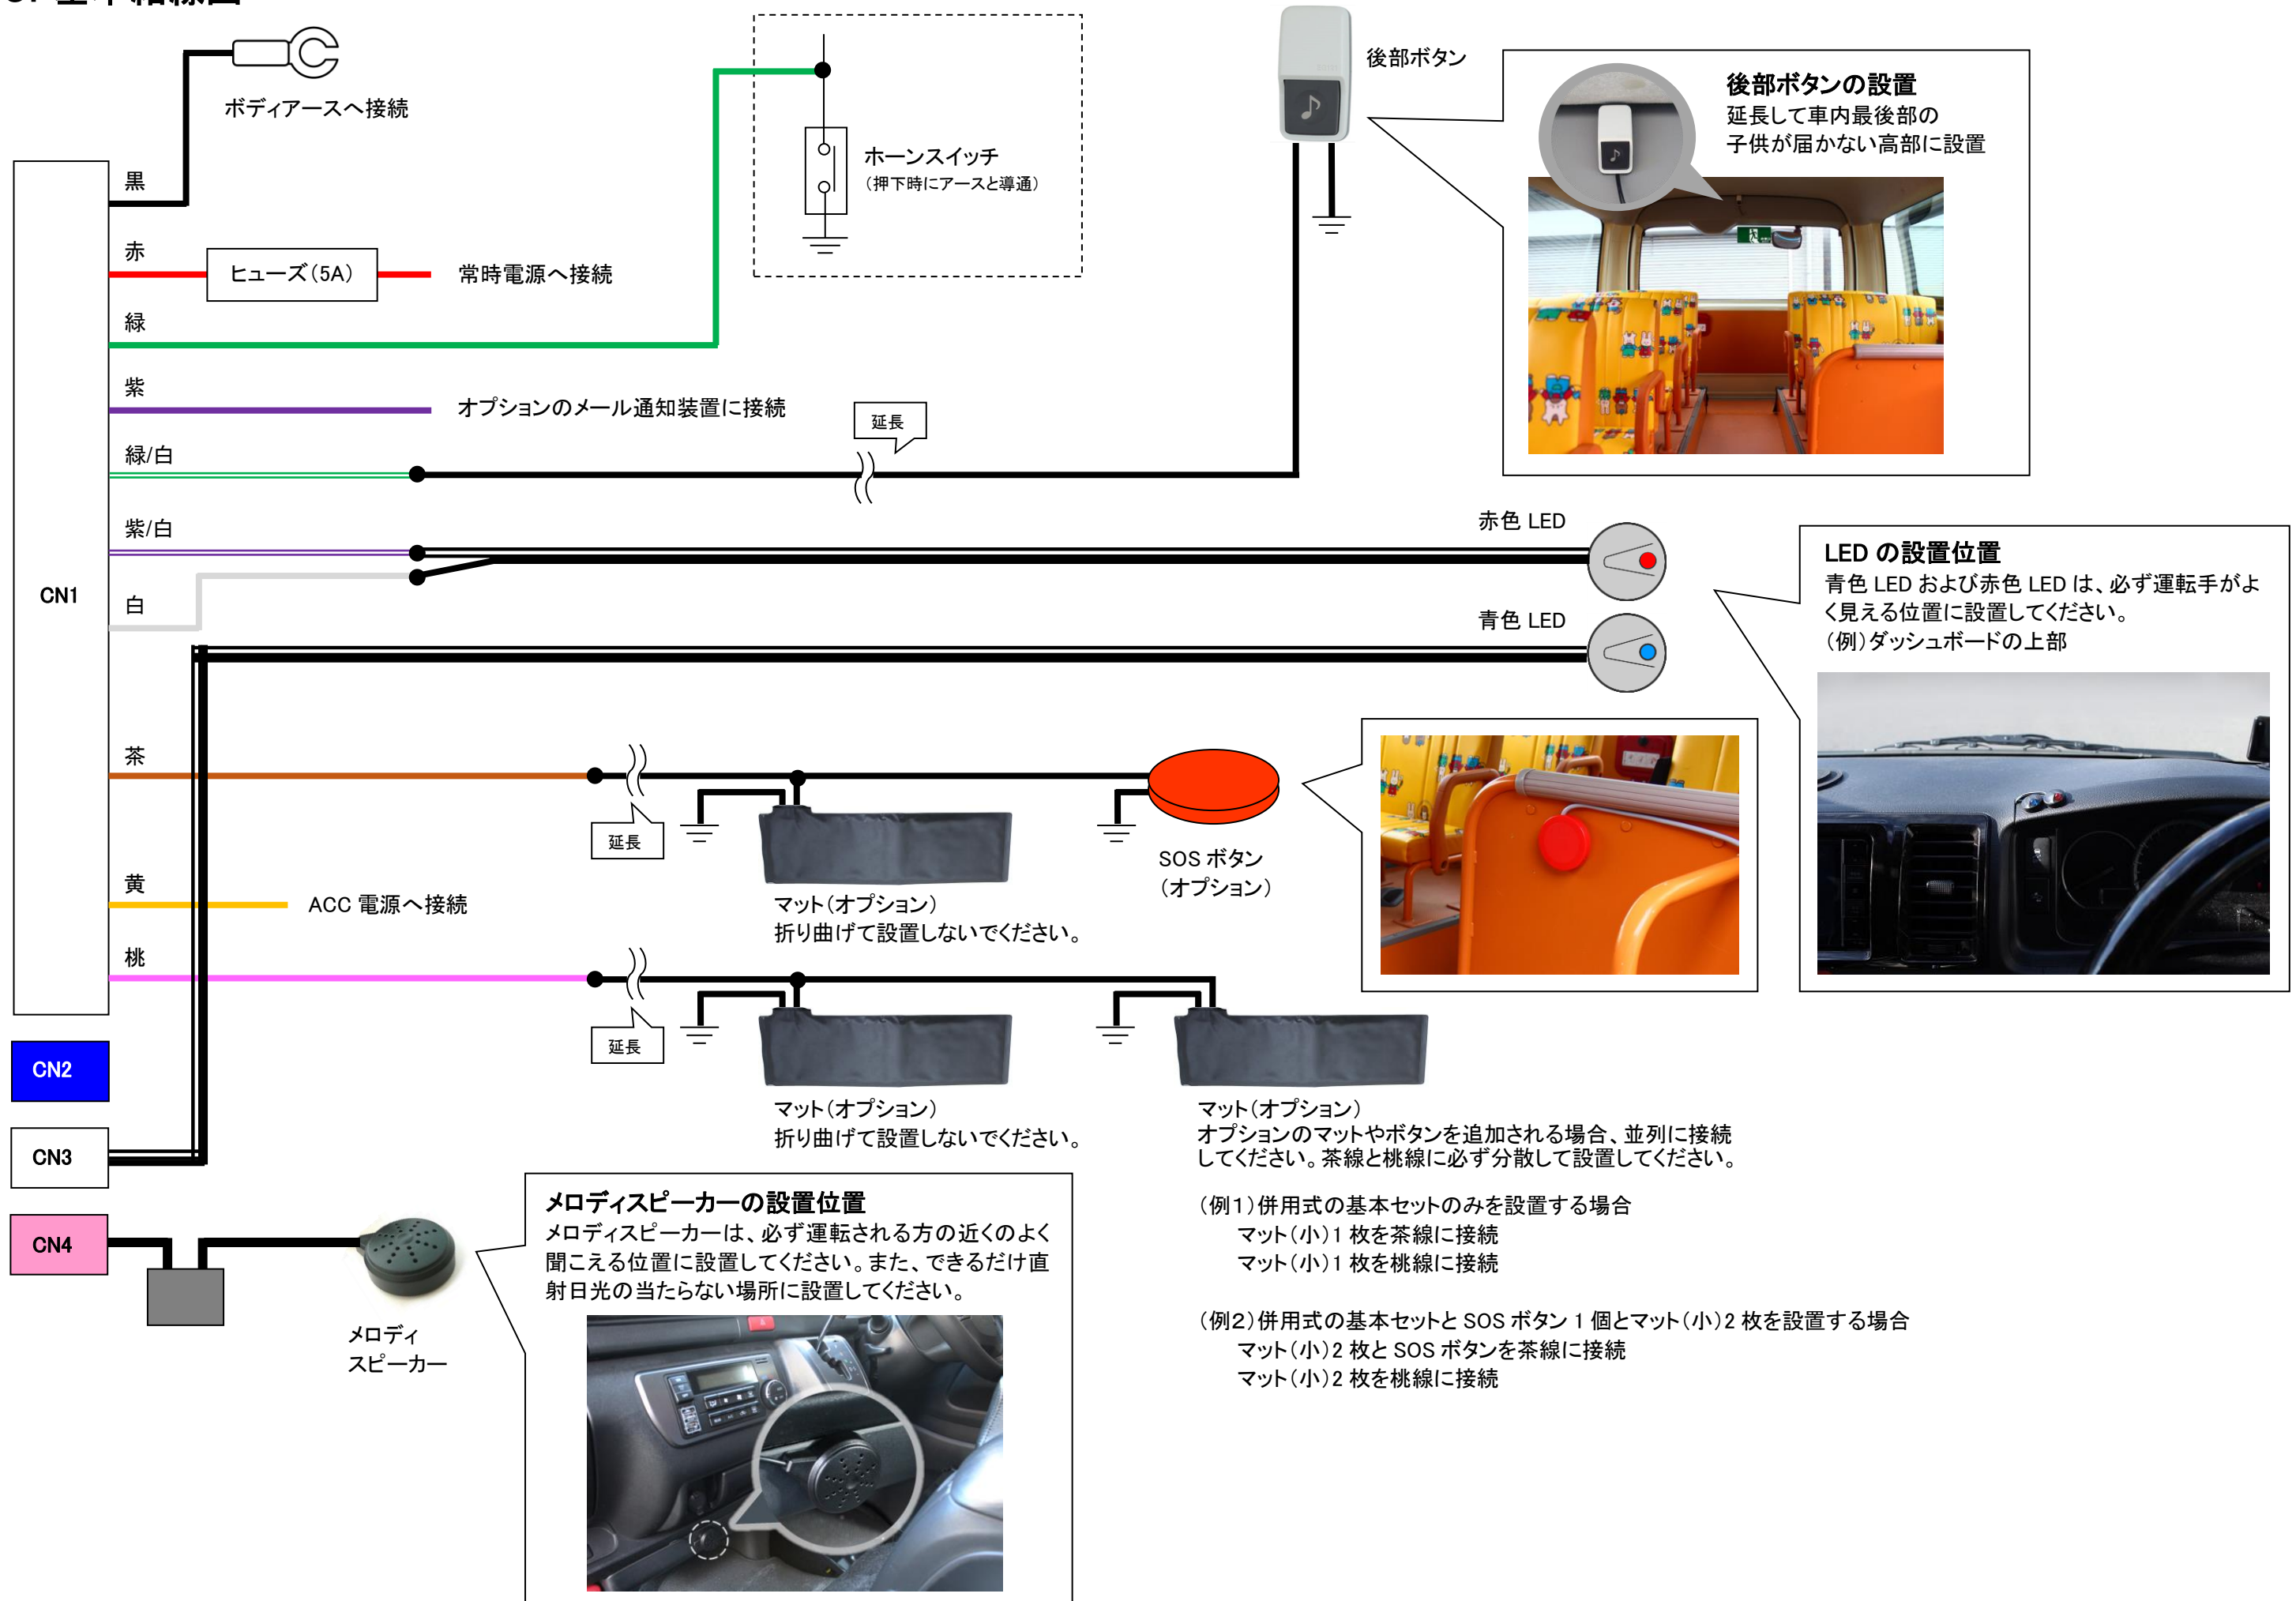 ボディアースへ接続
ホーンスイッチ
（押下時にアースと導通）
後部ボタン
後部ボタンの設置
延長して車内最後部の
子供が届かない高部に設置
CN1
黒
赤
ヒューズ（5A）
常時電源へ接続
緑
紫
オプションのメール通知装置に接続
緑/白
延長
紫/白
白
赤色 LED
青色 LED
LED の設置位置
青色 LED および赤色 LED は、必ず運転手がよ
く見える位置に設置してください。
（例）ダッシュボードの上部
茶
延長
マット（オプション）
折り曲げて設置しないでください。
SOS ボタン
（オプション）
黄
ACC 電源へ接続
桃
延長
マット（オプション）
折り曲げて設置しないでください。
マット（オプション）
オプションのマットやボタンを追加される場合、並列に接続
してください。茶線と桃線に必ず分散して設置してください。
（例1）併用式の基本セットのみを設置する場合
マット（小）1 枚を茶線に接続
マット（小）1 枚を桃線に接続
（例2）併用式の基本セットと SOS ボタン 1 個とマット（小）2 枚を設置する場合
マット（小）2 枚と SOS ボタンを茶線に接続
マット（小）2 枚を桃線に接続
CN2
CN3
CN4
メロディ
スピーカー
メロディスピーカーの設置位置
メロディスピーカーは、必ず運転される方の近くのよく
聞こえる位置に設置してください。また、できるだけ直
射日光の当たらない場所に設置してください。